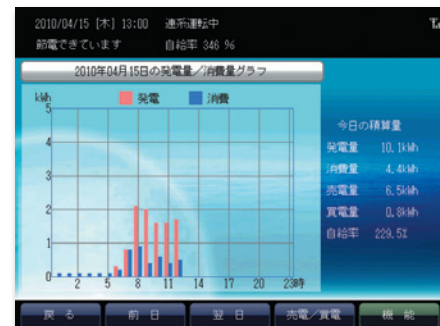 2010/04/15 [木] 13:00 連系運転中
節電できています 自給率 346 %
2010年04月15日の発電量／消費量グラフ
kWh
発電 消費
5
4
3
2
1
0
2 5 8 11 14 17 20 23時
今日の積算量
発電量 10.1kWh
消費量 4.4kWh
売電量 6.5kWh
買電量 0.8kWh
自給率 229.5%
戻る 前日 翌日 売電／買電 機能